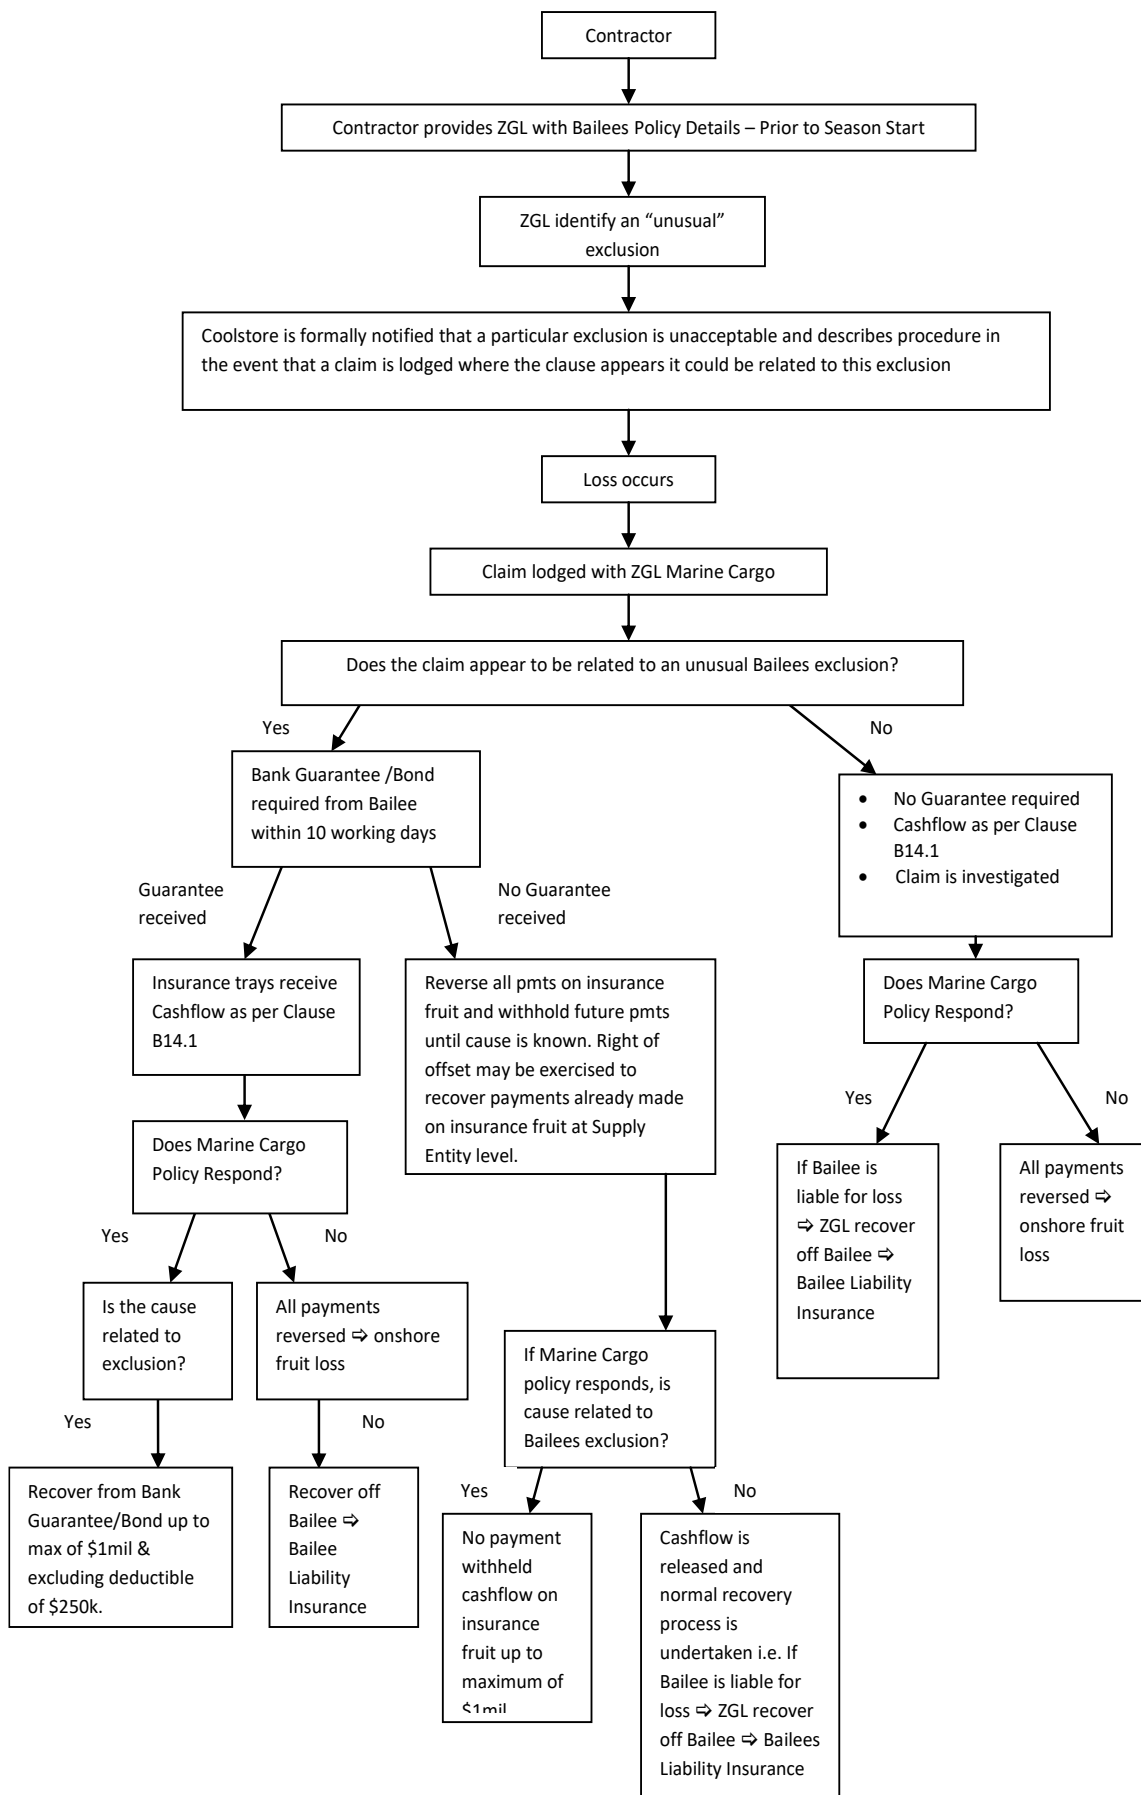 Contractor
Contractor provides ZGL with Bailees Policy Details – Prior to Season Start
ZGL identify an “unusual”
exclusion
Coolstore is formally notified that a particular exclusion is unacceptable and describes procedure in
the event that a claim is lodged where the clause appears it could be related to this exclusion
Loss occurs
Claim lodged with ZGL Marine Cargo
Does the claim appear to be related to an unusual Bailees exclusion?
Yes
No
Bank Guarantee /Bond
required from Bailee
within 10 working days
• No Guarantee required
• Cashflow as per Clause
B14.1
• Claim is investigated
Guarantee
received
No Guarantee
received
Insurance trays receive
Cashflow as per Clause
B14.1
Reverse all pmts on insurance
fruit and withhold future pmts
until cause is known. Right of
offset may be exercised to
recover payments already made
on insurance fruit at Supply
Entity level.
Does Marine Cargo
Policy Respond?
Yes
No
Does Marine Cargo
Policy Respond?
If Bailee is
liable for loss
⇨ ZGL recover
off Bailee ⇨
Bailee Liability
Insurance
All payments
reversed ⇨
onshore fruit
loss
Yes
No
Is the cause
related to
exclusion?
All payments
reversed ⇨ onshore
fruit loss
If Marine Cargo
policy responds, is
cause related to
Bailees exclusion?
Yes
No
Recover from Bank
Guarantee/Bond up to
max of $1mil &
excluding deductible
of $250k.
Recover off
Bailee ⇨
Bailee
Liability
Insurance
Yes
No
No payment
withheld
cashflow on
insurance
fruit up to
maximum of
$1mil
Cashflow is
released and
normal recovery
process is
undertaken i.e. If
Bailee is liable for
loss ⇨ ZGL recover
off Bailee ⇨ Bailees
Liability Insurance